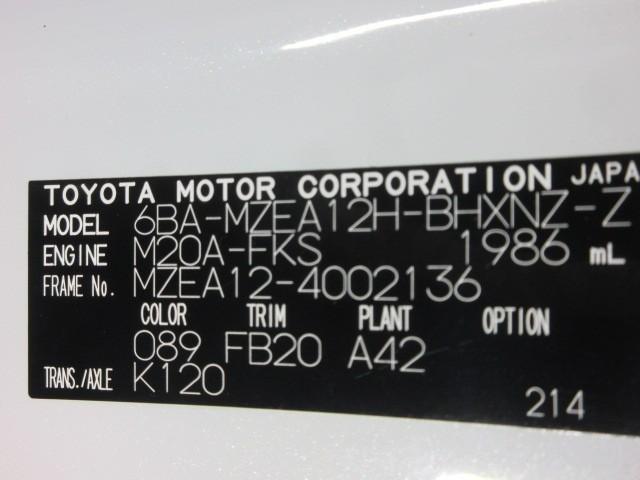 TOYOTA MOTOR CORPORATION JAPA
MODEL 6BA-MZEA12H-BHXNZ-Z
ENGINE M20A-FKS 1986 mL
FRAME No. MZEA12-4002136
COLOR TRIM PLANT OPTION
089 FB20 A42
TRANS./AXLE K120
214